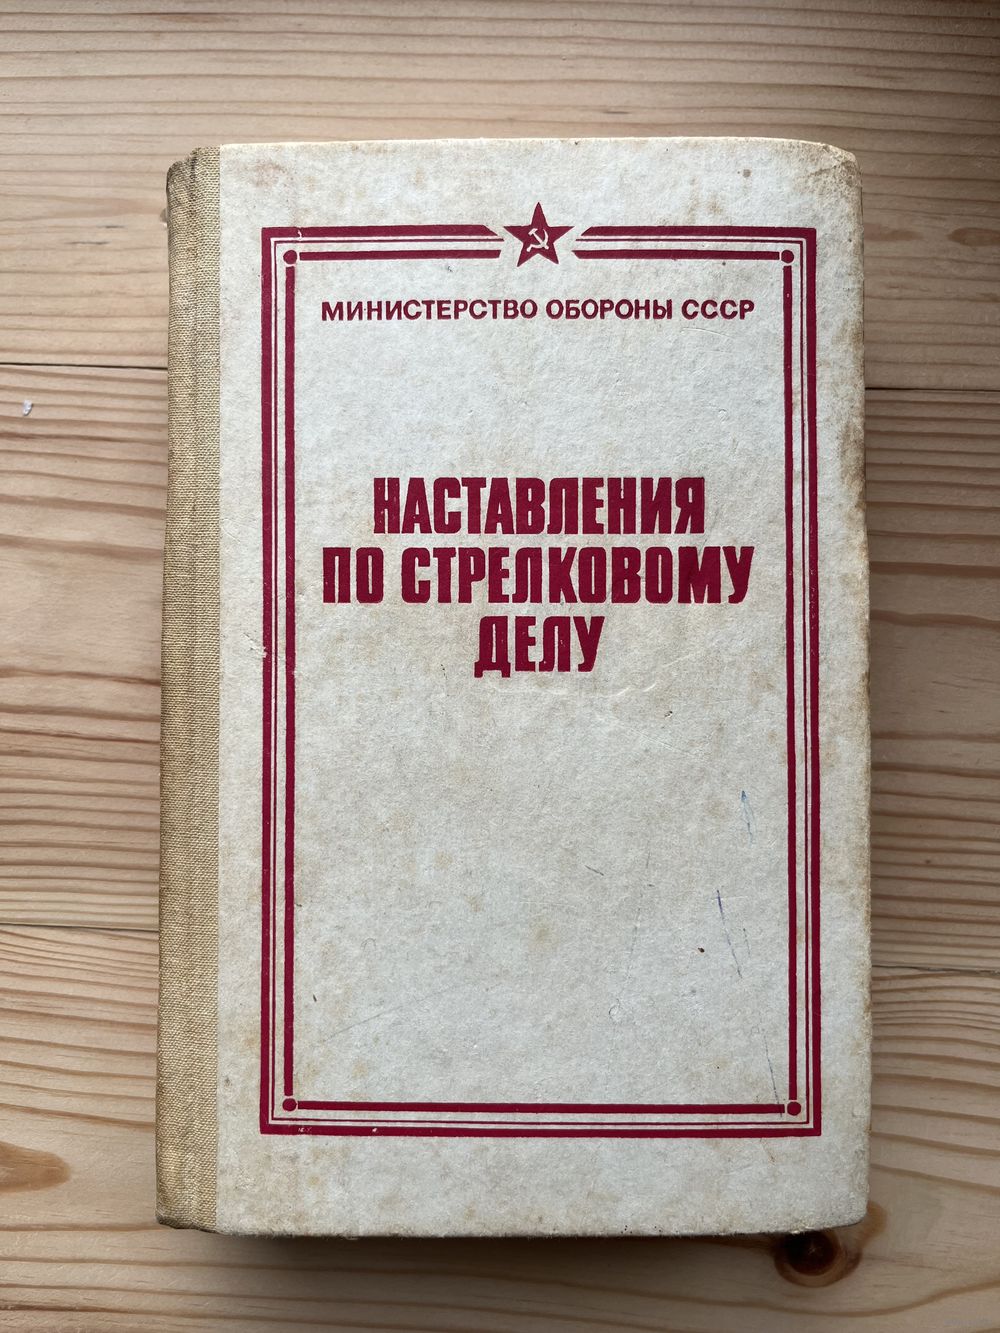 МИНИСТЕРСТВО ОБОРОНЫ СССР
НАСТАВЛЕНИЯ
ПО СТРЕЛКОВОМУ
ДЕЛУ